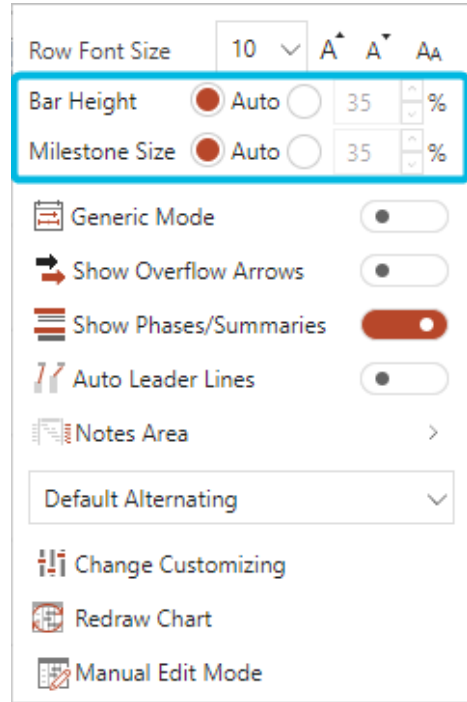 Row Font Size 10 A A AA
Bar Height Auto 35 %
Milestone Size Auto 35 %
Generic Mode
Show Overflow Arrows
Show Phases/Summaries
Auto Leader Lines
Notes Area
Default Alternating
Change Customizing
Redraw Chart
Manual Edit Mode